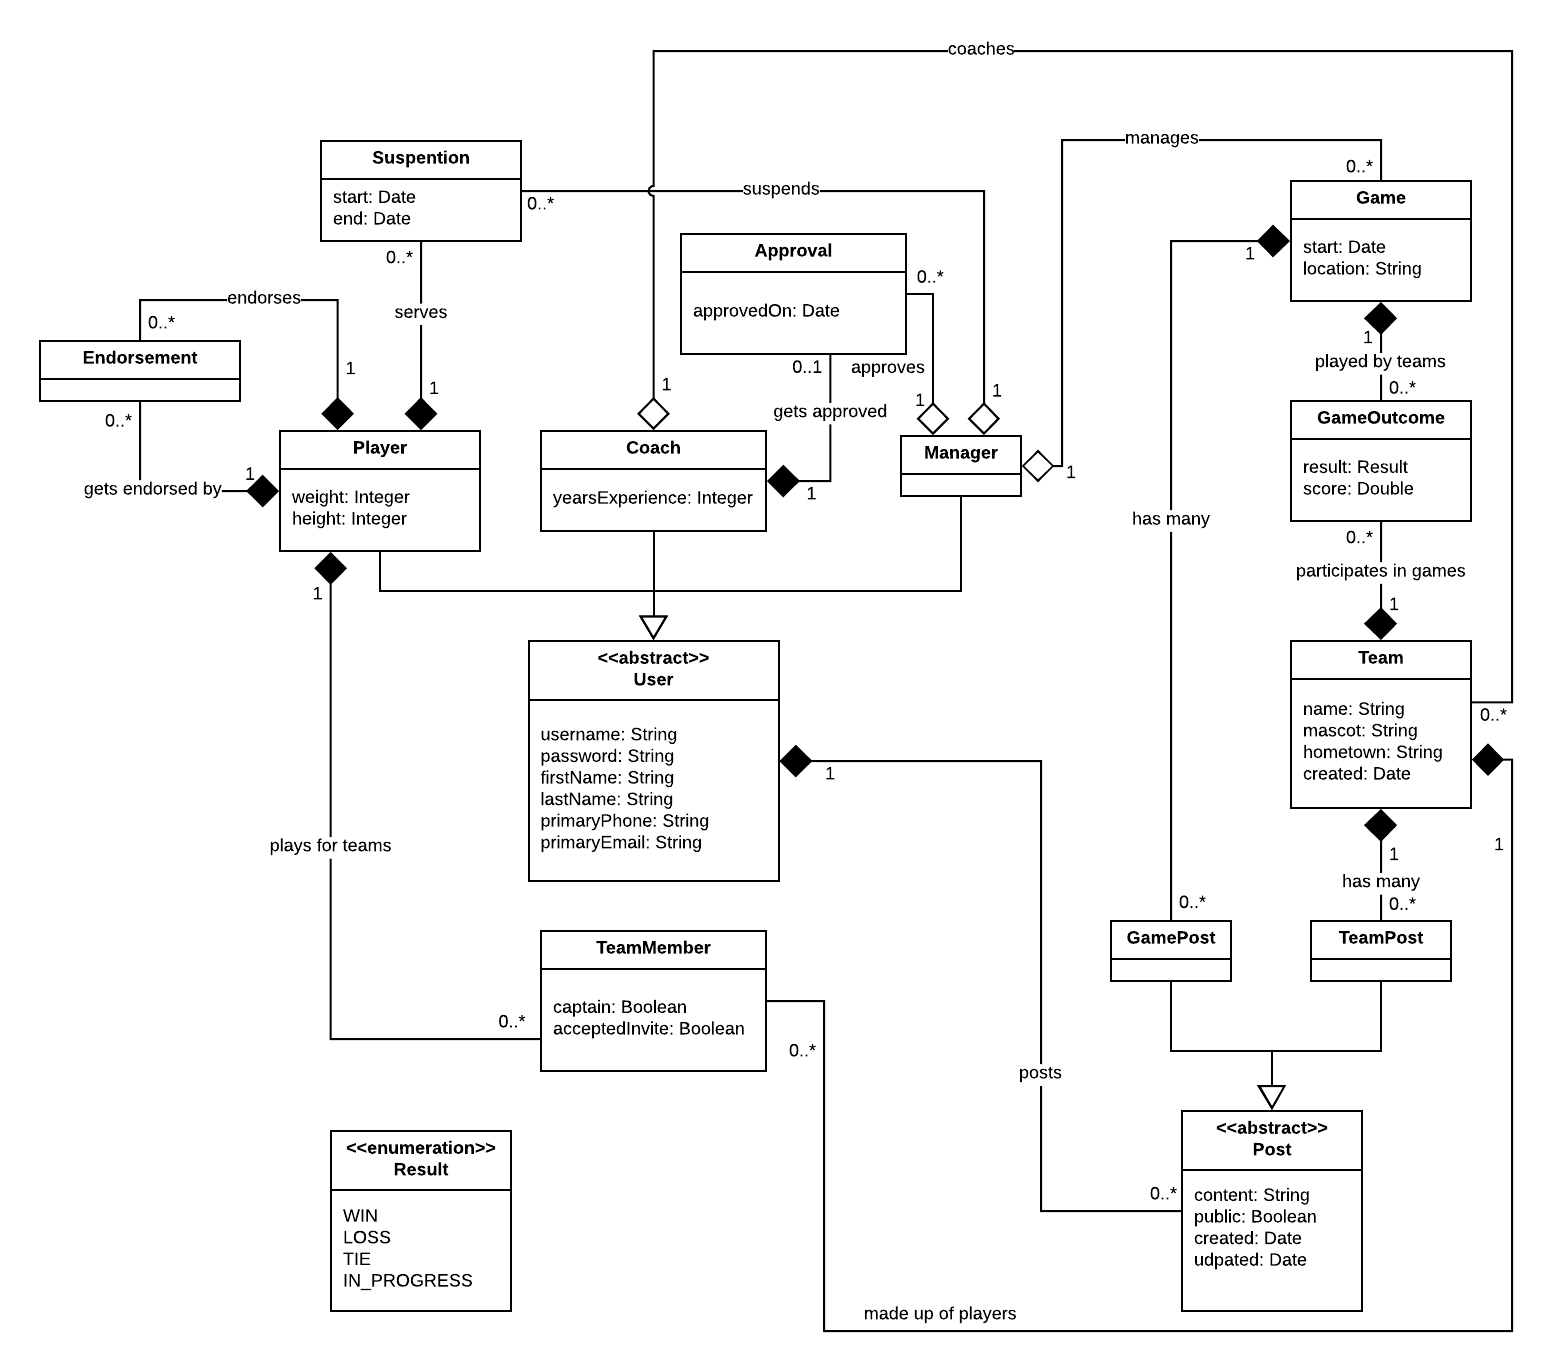 coaches
manages
0..*
Suspention
start: Date
end: Date
0..*
suspends
0..*
1
serves
1
Game
start: Date
location: String
1
1
played by teams
0..*
Approval
approvedOn: Date
0..*
0..1
approves
1
gets approved
1
endorses
0..*
1
Endorsement
0..*
gets endorsed by
1
Player
weight: Integer
height: Integer
1
1
Coach
yearsExperience: Integer
Manager
1
GameOutcome
result: Result
score: Double
0..*
participates in games
1
has many
0..*
<<abstract>>
User
username: String
password: String
firstName: String
lastName: String
primaryPhone: String
primaryEmail: String
1
Team
name: String
mascot: String
hometown: String
created: Date
0..*
1
1
has many
0..*
plays for teams
0..*
TeamMember
captain: Boolean
acceptedInvite: Boolean
0..*
GamePost
TeamPost
posts
0..*
<<abstract>>
Post
content: String
public: Boolean
created: Date
udpated: Date
<<enumeration>>
Result
WIN
LOSS
TIE
IN_PROGRESS
made up of players